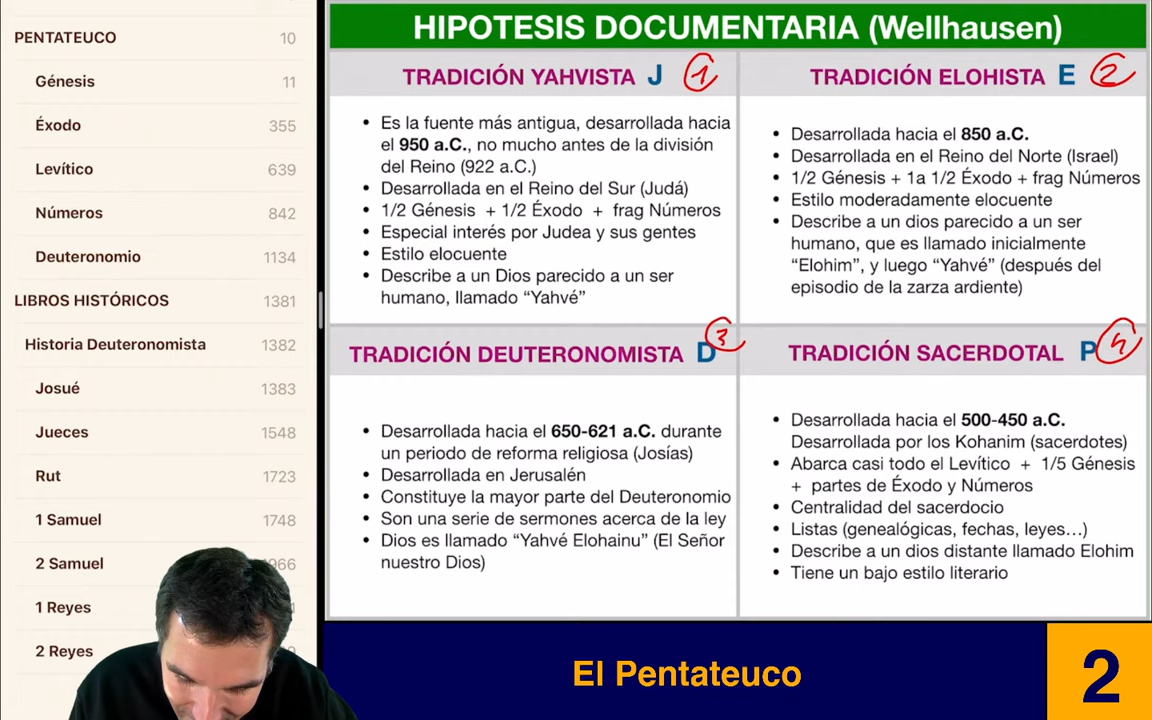 PENTATEUCO 10
Génesis 11
Éxodo 355
Levítico 639
Números 842
Deuteronomio 1134
LIBROS HISTÓRICOS 1381
Historia Deuteronomista 1382
Josué 1383
Jueces 1548
Rut 1723
1 Samuel 1748
2 Samuel
1 Reyes
2 Reyes
HIPOTESIS DOCUMENTARIA (Wellhausen)
TRADICIÓN YAHVISTA J 1
• Es la fuente más antigua, desarrollada hacia
el 950 a.C., no mucho antes de la división
del Reino (922 a.C.)
• Desarrollada en el Reino del Sur (Judá)
• 1/2 Génesis + 1/2 Éxodo + frag Números
• Especial interés por Judea y sus gentes
• Estilo elocuente
• Describe a un Dios parecido a un ser
humano, llamado “Yahvé”
TRADICIÓN ELOHISTA E 2
• Desarrollada hacia el 850 a.C.
• Desarrollada en el Reino del Norte (Israel)
• 1/2 Génesis + 1a 1/2 Éxodo + frag Números
• Estilo moderadamente elocuente
• Describe a un dios parecido a un ser
humano, que es llamado inicialmente
“Elohim”, y luego “Yahvé” (después del
episodio de la zarza ardiente)
TRADICIÓN DEUTERONOMISTA D 3
• Desarrollada hacia el 650-621 a.C. durante
un periodo de reforma religiosa (Josías)
• Desarrollada en Jerusalén
• Constituye la mayor parte del Deuteronomio
• Son una serie de sermones acerca de la ley
• Dios es llamado “Yahvé Elohainu” (El Señor
nuestro Dios)
TRADICIÓN SACERDOTAL P 4
• Desarrollada hacia el 500-450 a.C.
Desarrollada por los Kohanim (sacerdotes)
• Abarca casi todo el Levítico + 1/5 Génesis
+ partes de Éxodo y Números
• Centralidad del sacerdocio
• Listas (genealógicas, fechas, leyes…)
• Describe a un dios distante llamado Elohim
• Tiene un bajo estilo literario
El Pentateuco
2